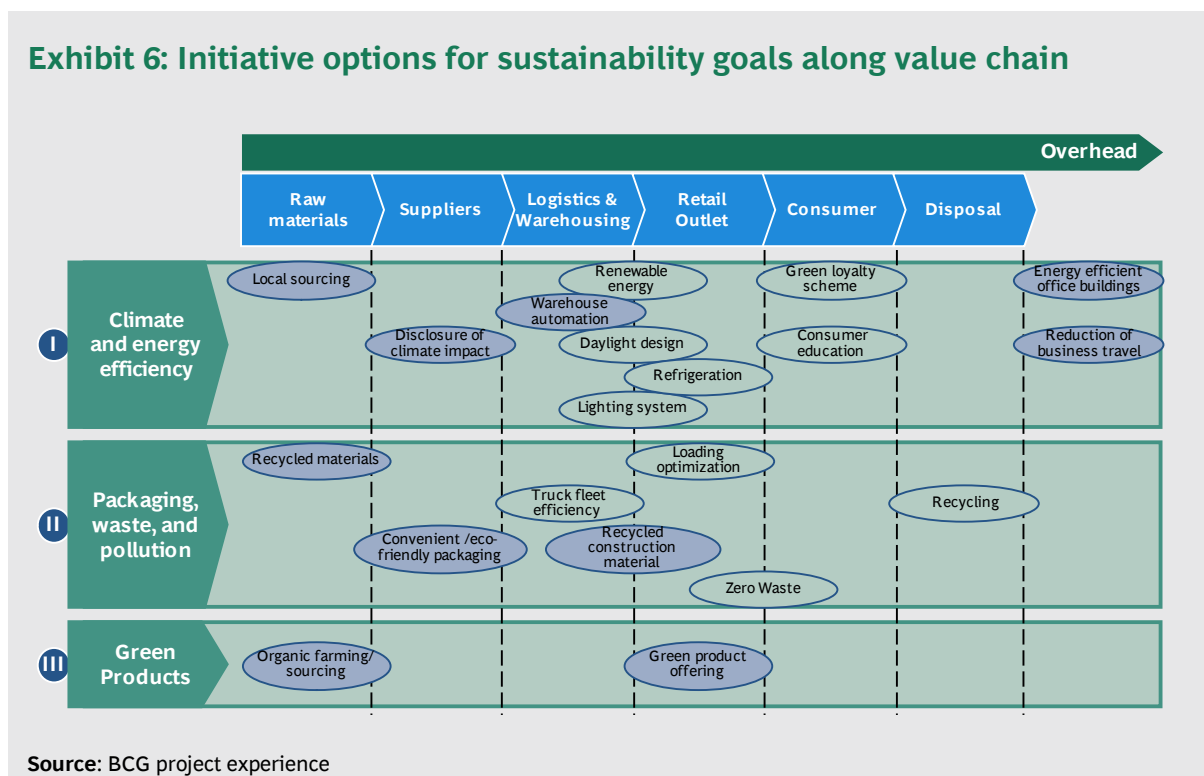 Exhibit 6: Initiative options for sustainability goals along value chain
Overhead
Raw
materials
Suppliers
Logistics &
Warehousing
Retail
Outlet
Consumer
Disposal
I
Climate
and energy
efficiency
Local sourcing
Renewable
energy
Green loyalty
scheme
Energy efficient
office buildings
Warehouse
automation
Disclosure of
climate impact
Daylight design
Consumer
education
Reduction of
business travel
Refrigeration
Lighting system
II
Packaging,
waste, and
pollution
Recycled materials
Loading
optimization
Truck fleet
efficiency
Recycling
Convenient /eco-
friendly packaging
Recycled
construction
material
Zero Waste
III
Green
Products
Organic farming/
sourcing
Green product
offering
Source: BCG project experience